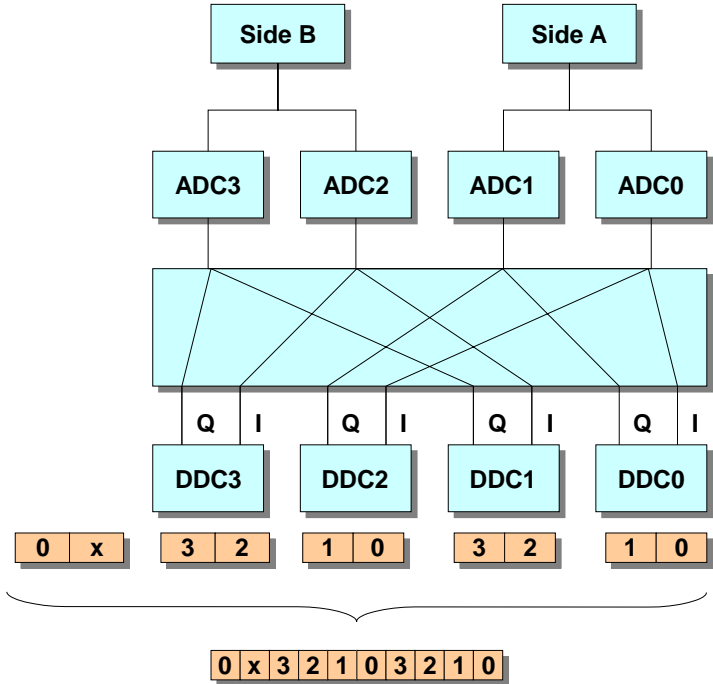 Side B Side A
ADC3 ADC2 ADC1 ADC0
Q I Q I Q I Q I
DDC3 DDC2 DDC1 DDC0
0 x 3 2 1 0 3 2 1 0
0 x 3 2 1 0 3 2 1 0